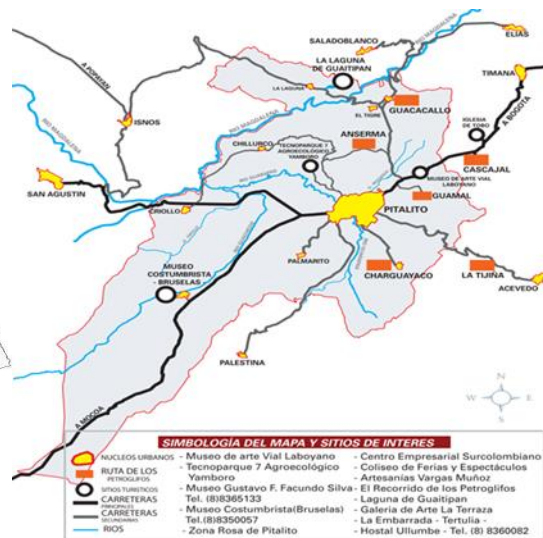 SALADOBLANCO
ELIAS
LA LAGUNA
DE GUAITIPAN
RIO MAGDALENA
TIMANA
A POPAYAN
LA LAGUNA
GUACACALLO
EL TIGRE
IGLESIA
DE TOBO
A BOGOTA
ISNOS
RIO MAGDALENA
ANSERMA
CHILLURCO
TECNOPARQUE 7
AGROECOLÓGICO
YAMBORO
MUSEO DE ARTE VIAL
LABOYANO
CASCAJAL
SAN AGUSTIN
GUAMAL
CRIOLLO
PITALITO
PALMARITO
MUSEO
COSTUMBRISTA
- BRUSELAS
CHARGUAYACO
LA TIJIÑA
ACEVEDO
PALESTINA
A MOCOA
N
W E
S
SIMBOLOGÍA DEL MAPA Y SITIOS DE INTERES
NÚCLEOS URBANOS
RUTA DE LOS
PETROGLIFOS
SITIOS TURISTICOS
CARRETERAS
PRINCIPALES
CARRETERAS
SECUNDARIAS
RIOS
- Museo de arte Vial Laboyano
- Tecnoparque 7 Agroecológico
Yamboro
- Museo Gustavo F. Facundo Silva
Tel. (8)8365133
- Museo Costumbrista(Bruselas)
Tel.(8)8350057
- Zona Rosa de Pitalito
- Centro Empresarial Surcolombiano
- Coliseo de Ferias y Espectáculos
- Artesanías Vargas Muñoz
- El Recorrido de los Petroglifos
- Laguna de Guaitipan
- Galeria de Arte La Terraza
- La Embarrada - Tertulia -
- Hostal Ullumbe - Tel. (8) 8360082